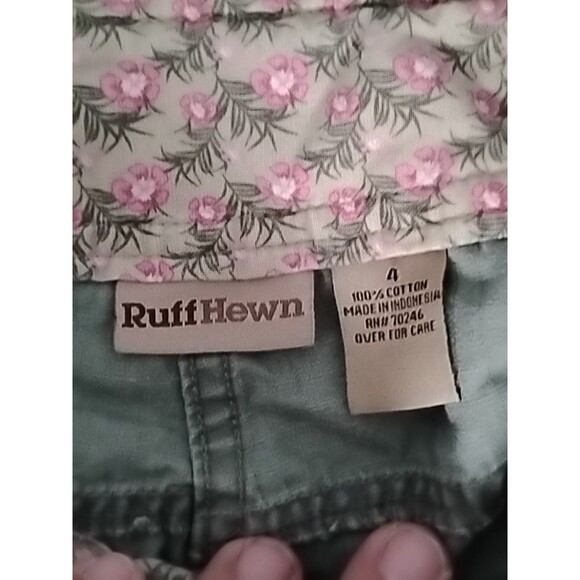 RuffHewn
4
100% COTTON
MADE IN INDONESIA
RN# 70246
OVER FOR CARE